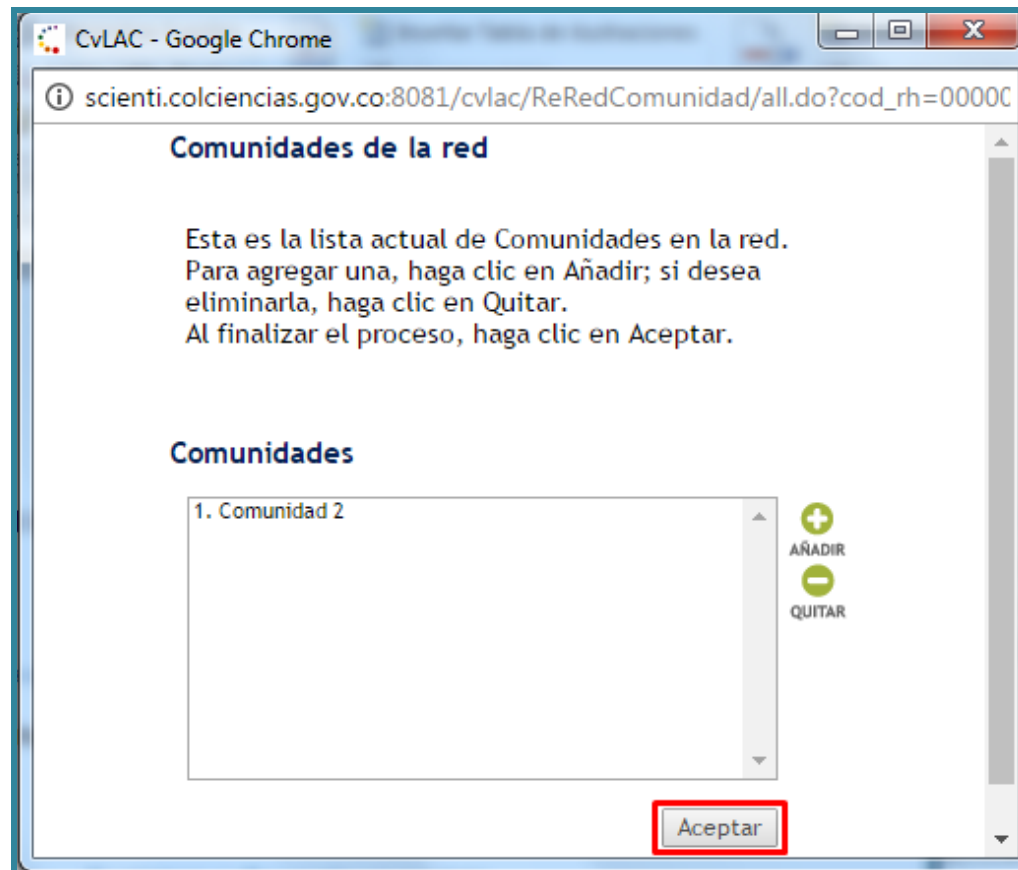 CvLAC - Google Chrome
scienti.colciencias.gov.co:8081/cvlac/ReRedComunidad/all.do?cod_rh=00000
Comunidades de la red
Esta es la lista actual de Comunidades en la red.
Para agregar una, haga clic en Añadir; si desea
eliminarla, haga clic en Quitar.
Al finalizar el proceso, haga clic en Aceptar.
Comunidades
1. Comunidad 2
AÑADIR
QUITAR
Aceptar